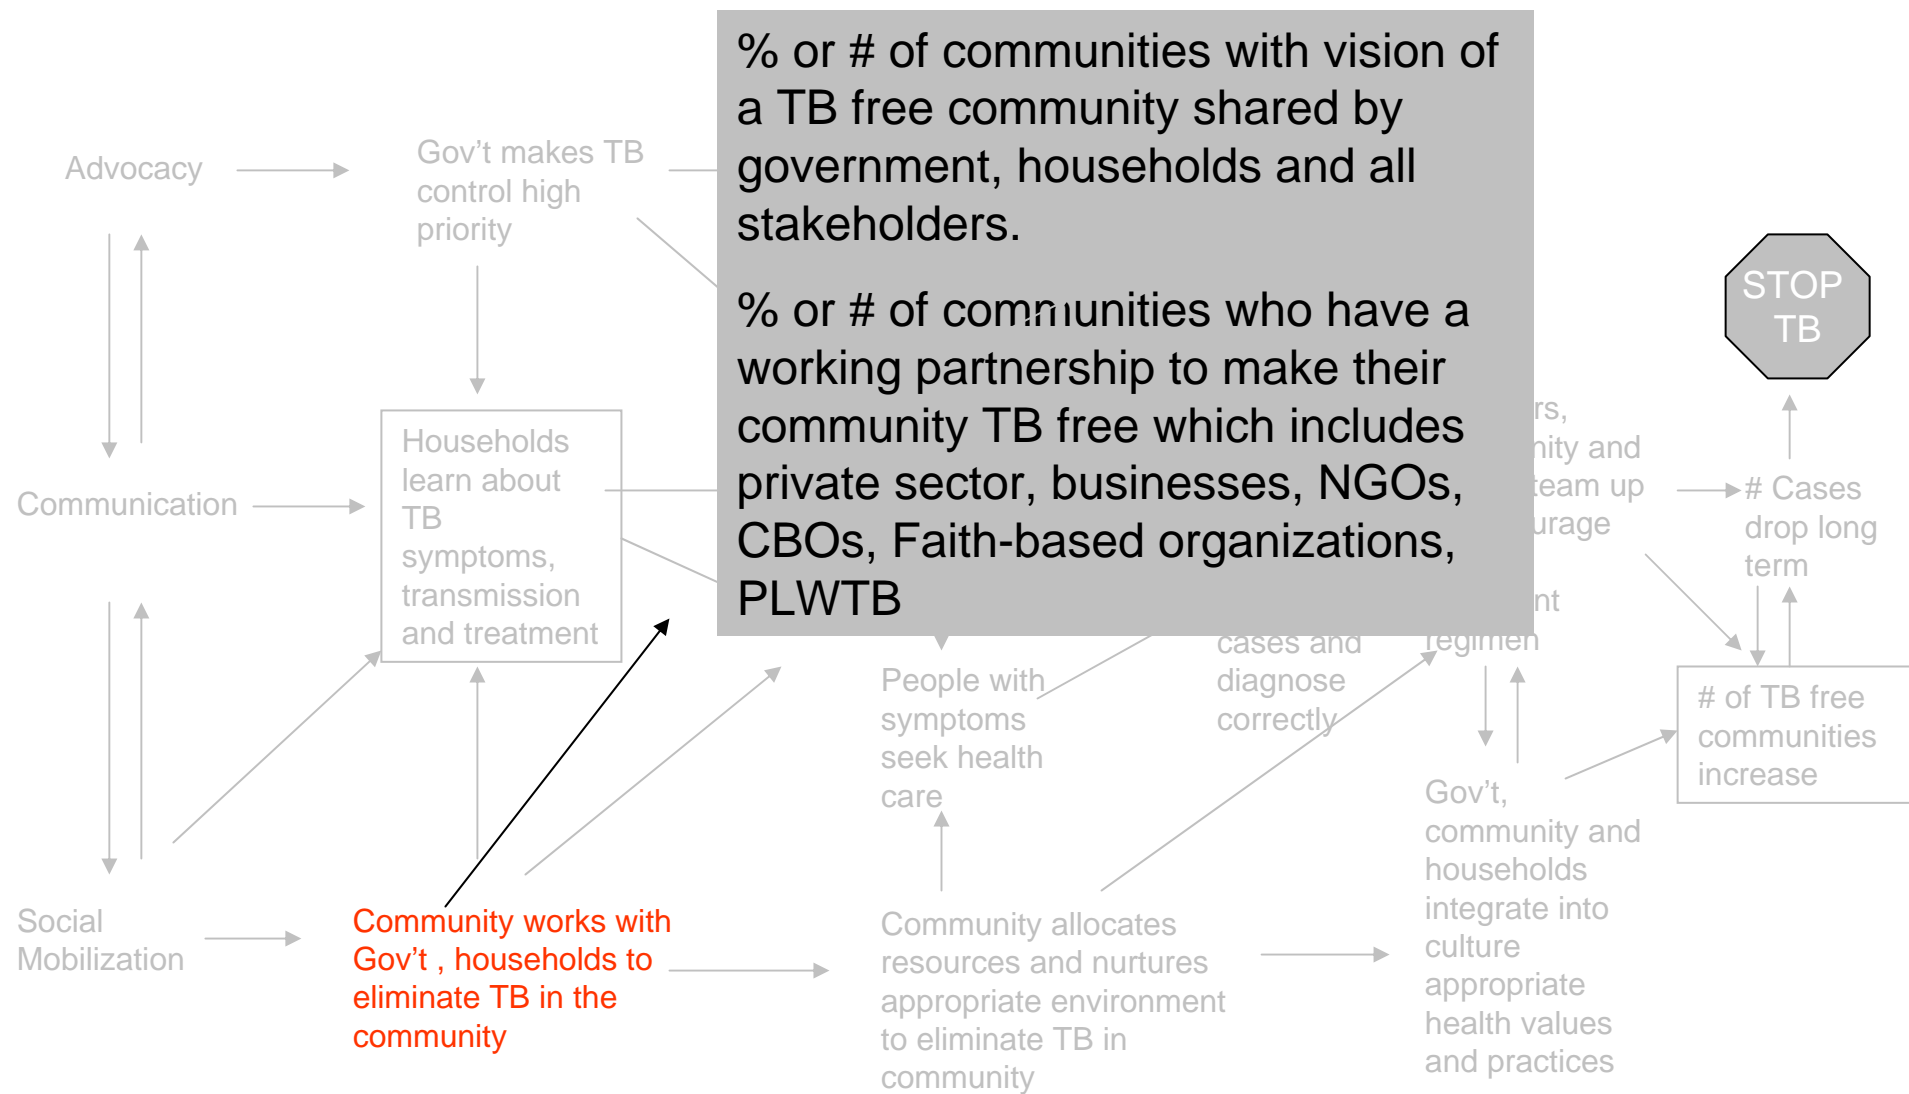 % or # of communities with vision of
a TB free community shared by
government, households and all
stakeholders.
% or # of communities who have a
working partnership to make their
community TB free which includes
private sector, businesses, NGOs,
CBOs, Faith-based organizations,
PLWTB
Advocacy
Gov’t makes TB
control high
priority
STOP
TB
Households
learn about
TB
symptoms,
transmission
and treatment
Communication
team up
# Cases
drop long
term
cases and
diagnose
correctly
regimen
People with
symptoms
seek health
care
# of TB free
communities
increase
Gov’t,
community and
households
integrate into
culture
appropriate
health values
and practices
Social
Mobilization
Community works with
Gov’t , households to
eliminate TB in the
community
Community allocates
resources and nurtures
appropriate environment
to eliminate TB in
community